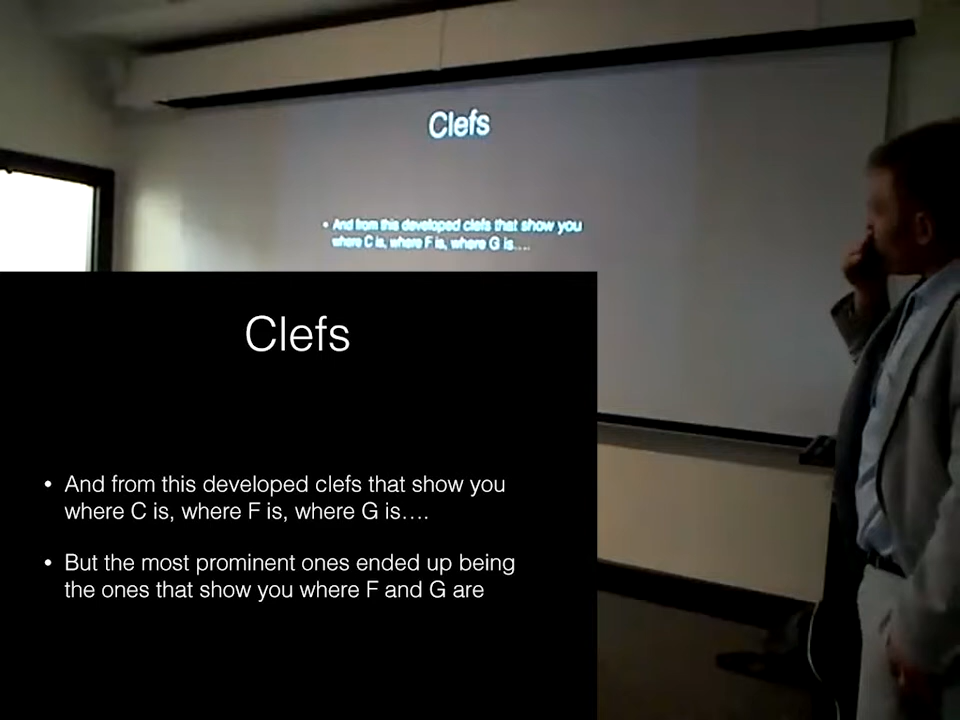 Clefs
• And from this developed clefs that show you
where C is, where F is, where G is....
Clefs
• And from this developed clefs that show you
where C is, where F is, where G is....
• But the most prominent ones ended up being
the ones that show you where F and G are